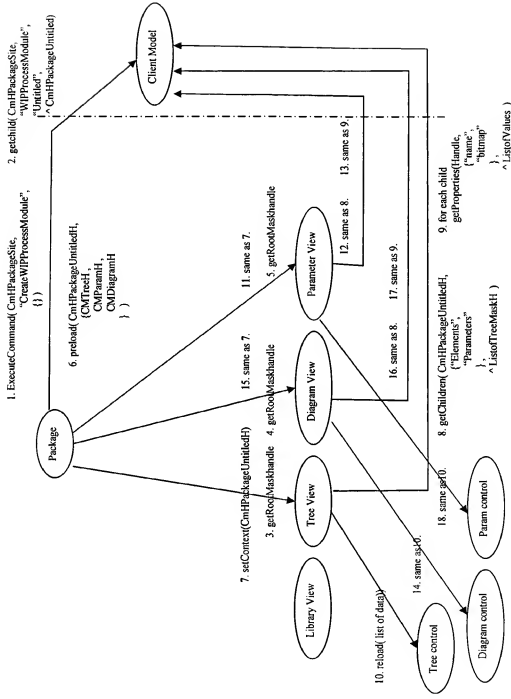 1. ExecuteCommand( CmHPackageSite,
"CreateWIPProcessModule",
{})
2. getchild( CmHPackageSite,
"WIPProcessModule",
"Untitled",
^ CmHPackageUntitled)
Package
Client Model
6. preload( CmHPackageUntitledH,
{CMTreeH,
CMParamH,
CMDiagramH
} )
7. setContext(CmHPackageUntitledH)
3. getRootMaskhandle
15. same as 7.
4. getRootMaskhandle
11. same as 7.
5. getRootMaskhandle
12. same as 8.
13. same as 9.
Library View
Tree View
Diagram View
Parameter View
16. same as 8.
17. same as 9.
8. getChildren( CmHPackageUntitledH,
{"Elements",
"Parameters"
} ,
^ ListofTreeMaskH )
9. for each child
getProperties(Handle,
{"name",
"bitmap"
} ,
^ ListofValues )
10. reload( list of data))
14. same as10.
18. same as10.
Tree control
Diagram control
Param control